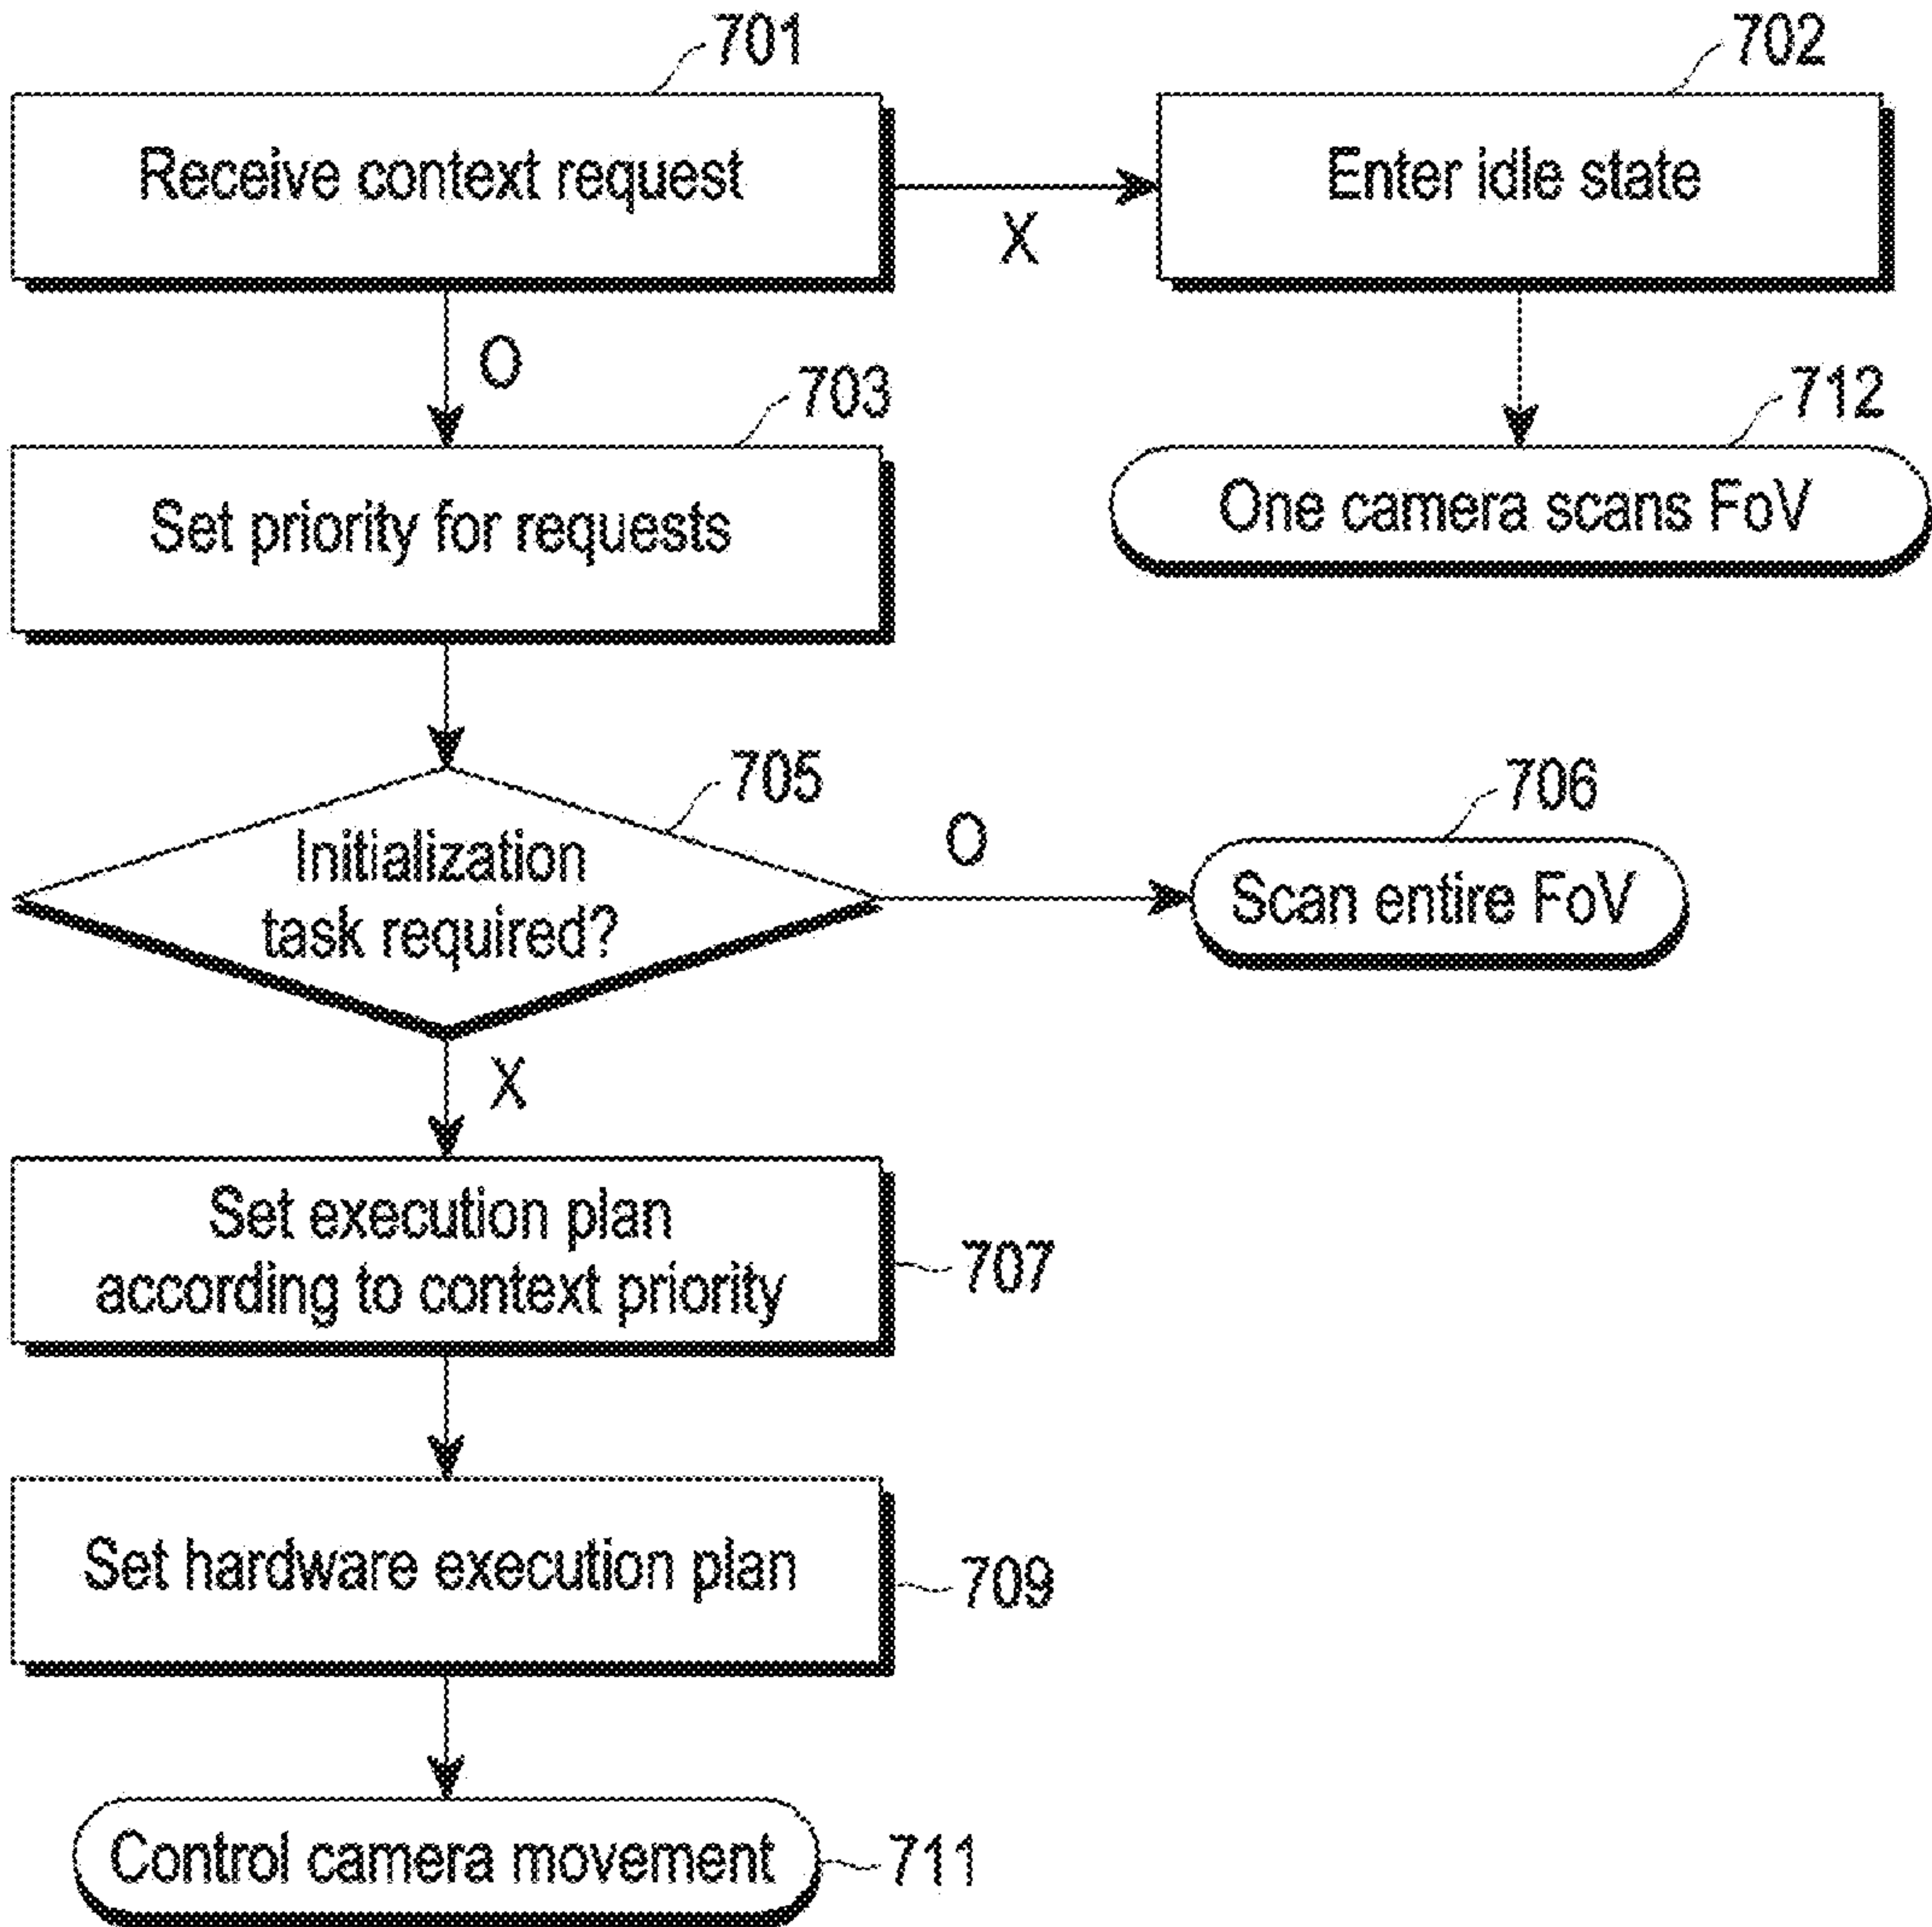 701
702
Receive context request
Enter idle state
X
O
703
712
Set priority for requests
One camera scans FoV
705
706
Initialization
task required?
O
Scan entire FoV
X
Set execution plan
according to context priority
707
Set hardware execution plan
709
Control camera movement
711